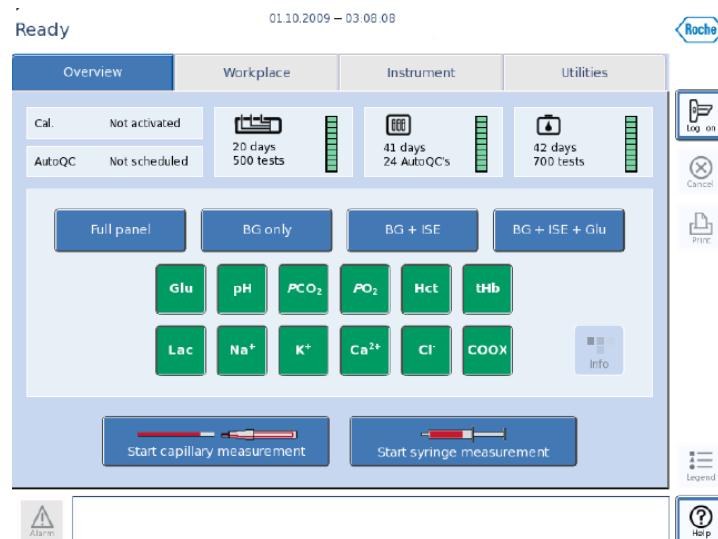 Ready
01.10.2009 – 03:08:08
Roche
Overview
Workplace
Instrument
Utilities
Cal. Not activated
AutoQC Not scheduled
20 days
500 tests
41 days
24 AutoQC's
42 days
700 tests
Log on
Cancel
Print
Full panel
BG only
BG + ISE
BG + ISE + Glu
Glu
pH
PCO₂
PO₂
Hct
tHb
Lac
Na⁺
K⁺
Ca²⁺
Cl⁻
COOX
Info
Start capillary measurement
Start syringe measurement
Legend
Alarm
Help